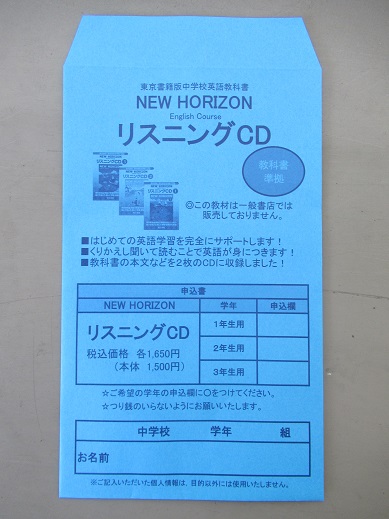 東京書籍版中学校英語教科書
NEW HORIZON
English Course
リスニングCD
教科書
準拠
◎この教材は一般書店では
販売しておりません。
■はじめての英語学習を完全にサポートします！
■くりかえし聞いて読むことで英語が身につきます！
■教科書の本文などを2枚のCDに収録しました！
申込書
NEW HORIZON 学年 申込欄
リスニングCD
税込価格 各1,650円
（本体 1,500円）
1年生用
2年生用
3年生用
☆ご希望の学年の申込欄に〇をつけてください。
☆つり銭のいらないようにお願いいたします。
中学校 学年 組
お名前
※ご記入いただいた個人情報は、目的以外には使用いたしません。